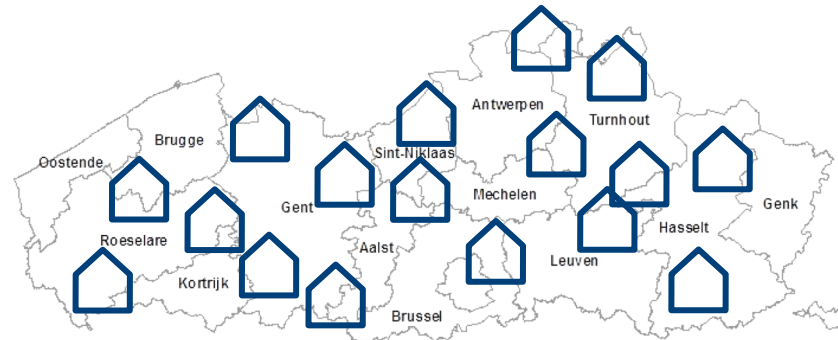 Antwerpen
Turnhout
Brugge
Sint-Niklaas
Oostende
Mechelen
Genk
Gent
Hasselt
Roeselare
Aalst
Leuven
Kortrijk
Brussel